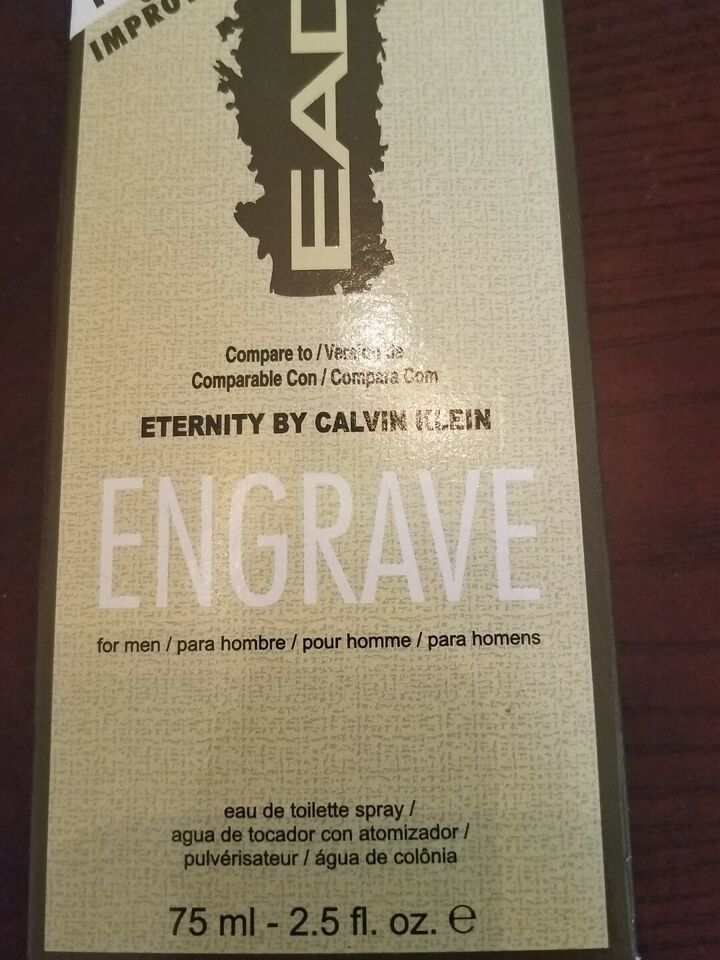 EAD
Compare to / Version de
Comparable Con / Compara Com
ETERNITY BY CALVIN KLEIN
ENGRAVE
for men / para hombre / pour homme / para homens
eau de toilette spray /
agua de tocador con atomizador /
pulvérisateur / água de colônia
75 ml - 2.5 fl. oz. ℮